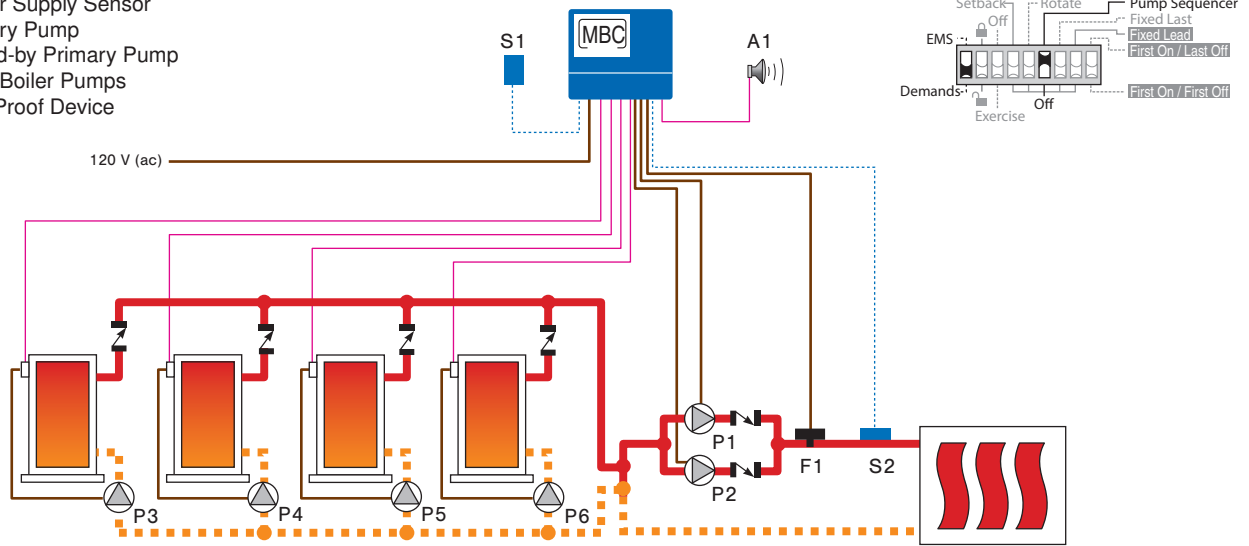 Supply Sensor
Pump
Primary Pump
Boiler Pumps
Proof Device
S1
MBC
A1
120 V (ac)
P1
P2
F1
S2
P3
P4
P5
P6
Setback
Rotate
Pump Sequencer
Off
Fixed Last
EMS
Fixed Lead
First On / Last Off
Demands
Off
First On / First Off
Exercise